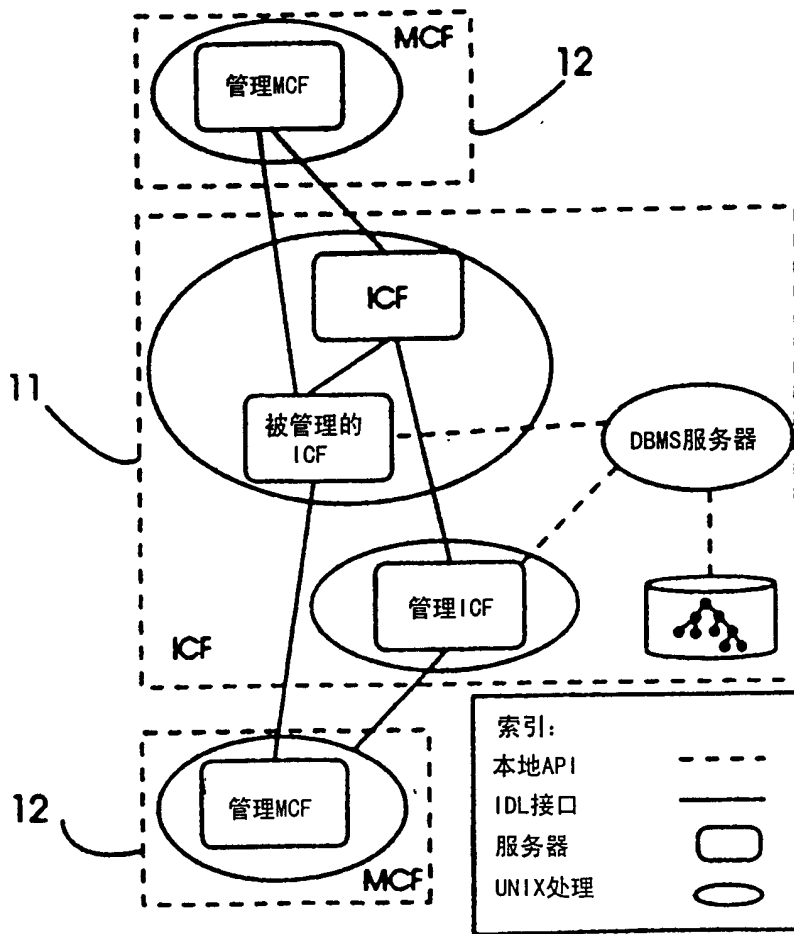 MCF
管理MCF
12
ICF
11
被管理的
ICF
DBMS服务器
管理ICF
ICF
索引:
本地API
IDL接口
服务器
UNIX处理
管理MCF
12
MCF